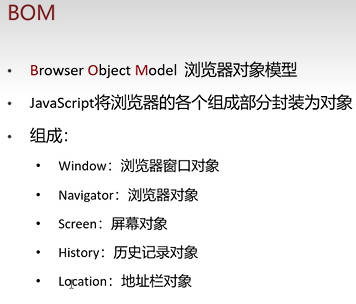 BOM
• Browser Object Model 浏览器对象模型
• JavaScript将浏览器的各个组成部分封装为对象
• 组成：
• Window：浏览器窗口对象
• Navigator：浏览器对象
• Screen：屏幕对象
• History：历史记录对象
• Location：地址栏对象